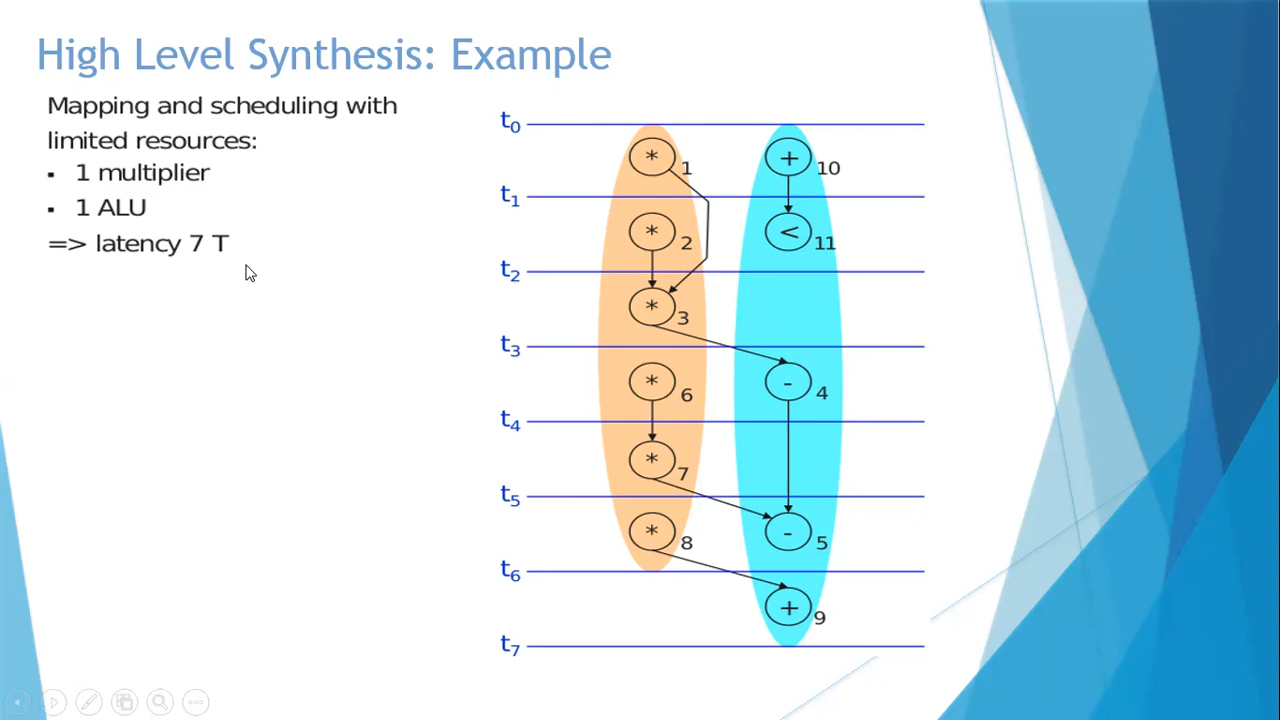 High Level Synthesis: Example
Mapping and scheduling with
limited resources:
▪ 1 multiplier
▪ 1 ALU
=> latency 7 T
t0
* 1
+ 10
t1
* 2
< 11
t2
* 3
t3
* 6
- 4
t4
* 7
t5
* 8
- 5
t6
+ 9
t7